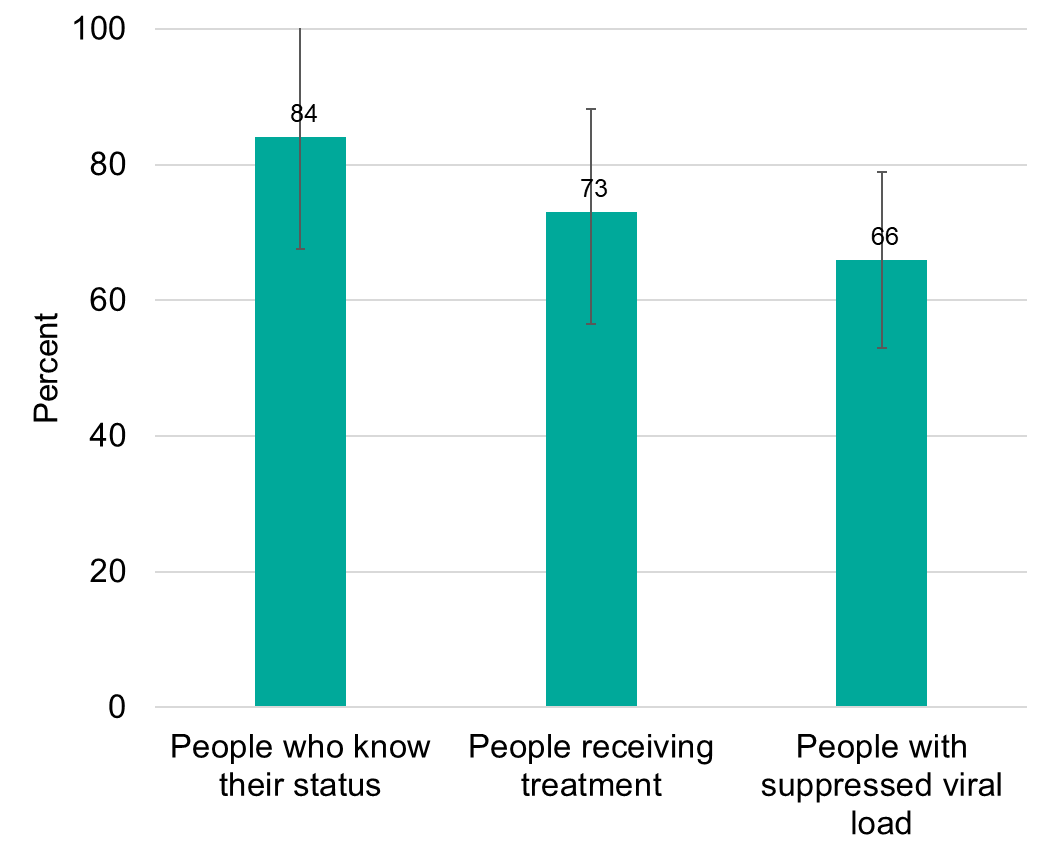 100
80
60
40
20
0
Percent
84
73
66
People who know
their status
People receiving
treatment
People with
suppressed viral
load